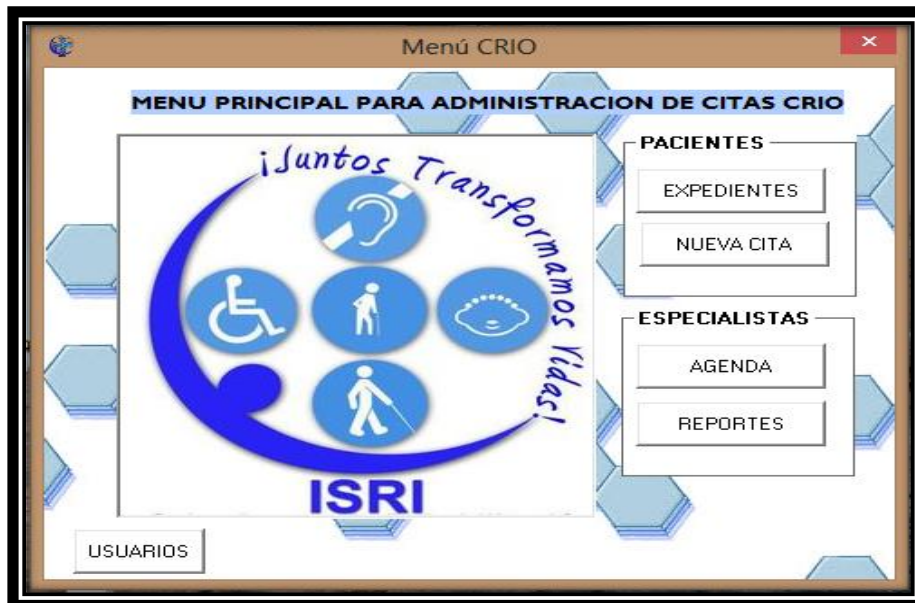 Menú CRIO
MENU PRINCIPAL PARA ADMINISTRACION DE CITAS CRIO
¡Juntos Transformamos Vidas!
ISRI
PACIENTES
EXPEDIENTES
NUEVA CITA
ESPECIALISTAS
AGENDA
REPORTES
USUARIOS